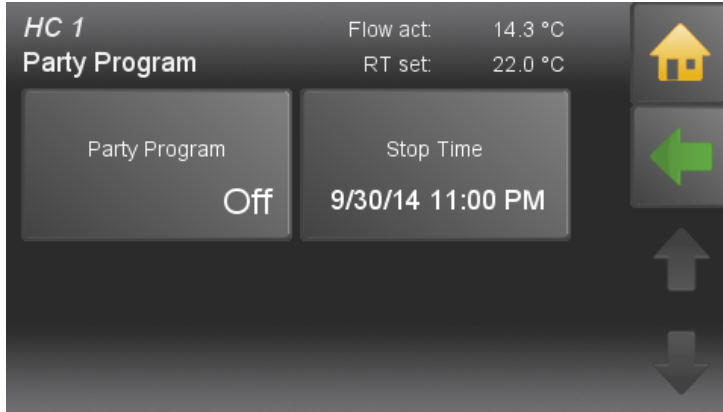 HC 1 Flow act: 14.3 °C
Party Program RT set: 22.0 °C
Party Program Stop Time
Off 9/30/14 11:00 PM